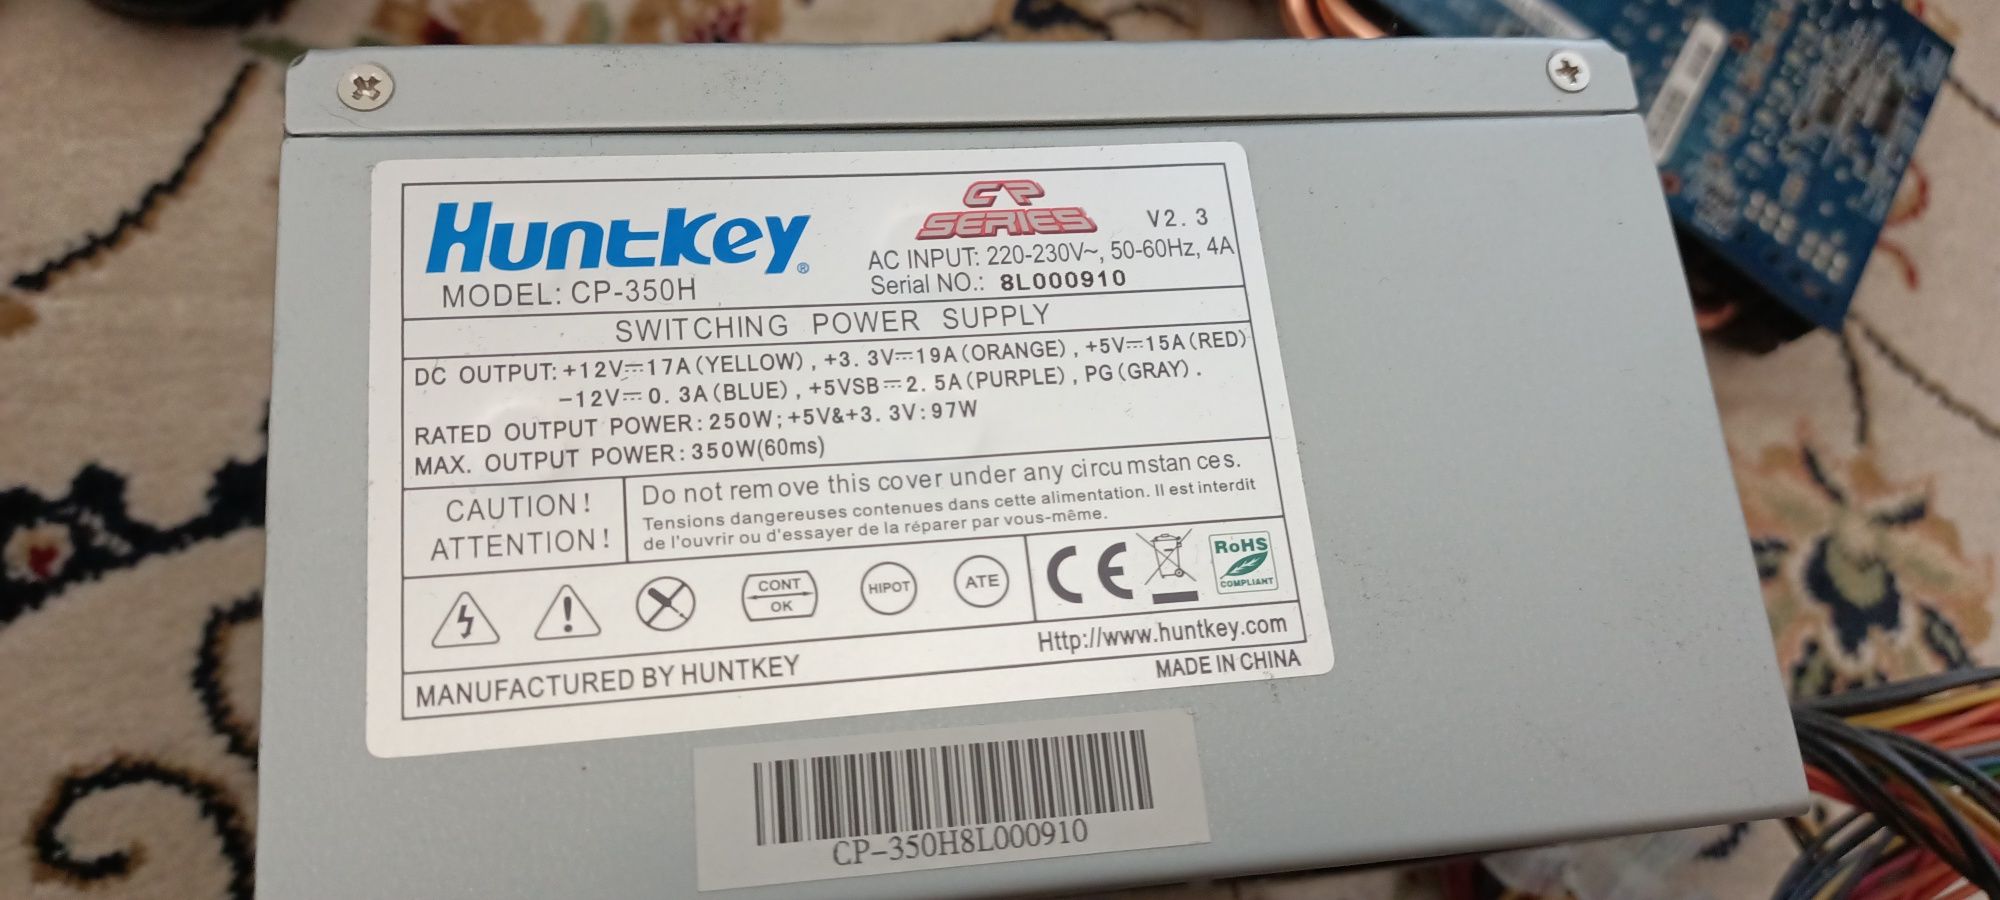 Huntkey®
CP SERIES
V2.3
MODEL: CP-350H
AC INPUT: 220-230V~, 50-60Hz, 4A
Serial NO.: 8L000910
SWITCHING POWER SUPPLY
DC OUTPUT: +12V⎓17A(YELLOW), +3.3V⎓19A(ORANGE), +5V⎓15A(RED)
-12V⎓0.3A(BLUE), +5VSB⎓2.5A(PURPLE), PG(GRAY).
RATED OUTPUT POWER: 250W; +5V&+3.3V: 97W
MAX. OUTPUT POWER: 350W(60ms)
CAUTION!
ATTENTION!
Do not remove this cover under any circumstances.
Tensions dangereuses contenues dans cette alimentation. Il est interdit
de l'ouvrir ou d'essayer de la réparer par vous-même.
CONT
OK
HIPOT
ATE
CE
RoHS
COMPLIANT
Http://www.huntkey.com
MANUFACTURED BY HUNTKEY
MADE IN CHINA
CP-350H8L000910